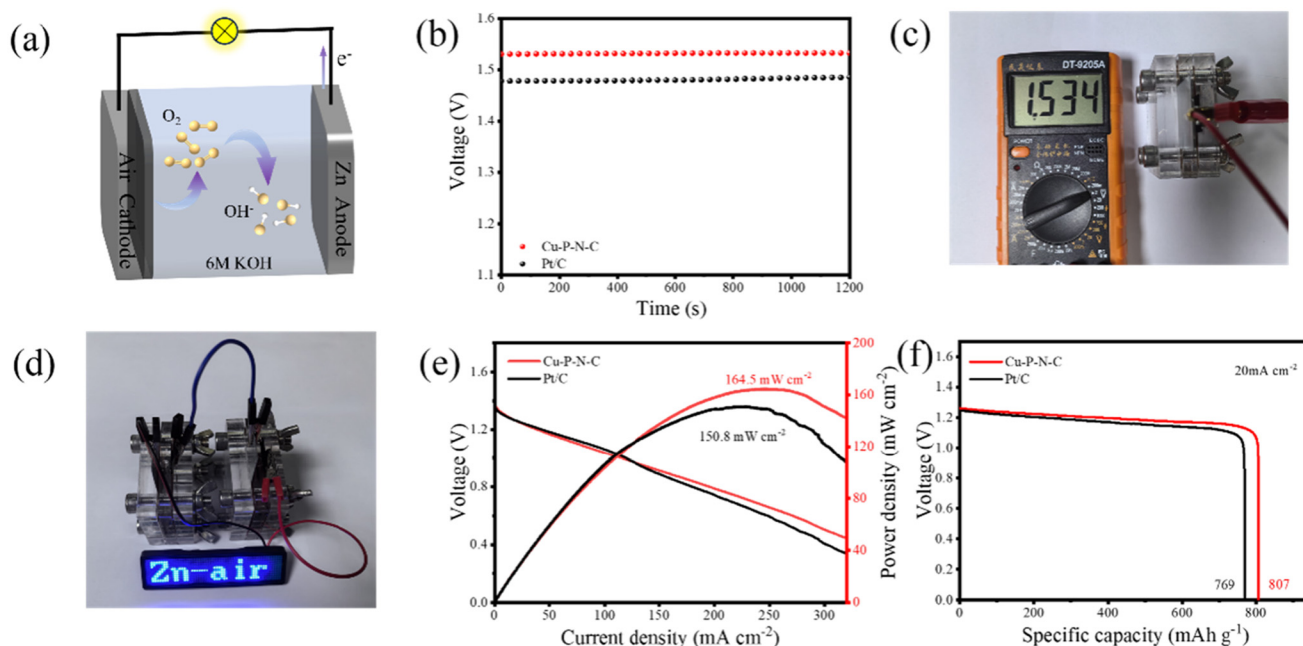 (a)
e-
O2
Air Cathode
OH-
Zn Anode
6M KOH
(b)
Voltage (V)
1.6
1.5
1.4
1.3
1.2
1.1
Cu-P-N-C
Pt/C
0 200 400 600 800 1000 1200
Time (s)
(c)
DT-9205A
1.534
(d)
Zn-air
(e)
Voltage (V)
1.6
1.2
0.8
0.4
0.0
Cu-P-N-C
Pt/C
164.5 mW cm-2
150.8 mW cm-2
200
160
120
80
40
0
Power density (mW cm-2)
0 50 100 150 200 250 300
Current density (mA cm-2)
(f)
Voltage (V)
1.6
1.4
1.2
1.0
0.8
0.6
0.4
0.2
0.0
Cu-P-N-C
Pt/C
20mA cm-2
769
807
0 200 400 600 800
Specific capacity (mAh g-1)